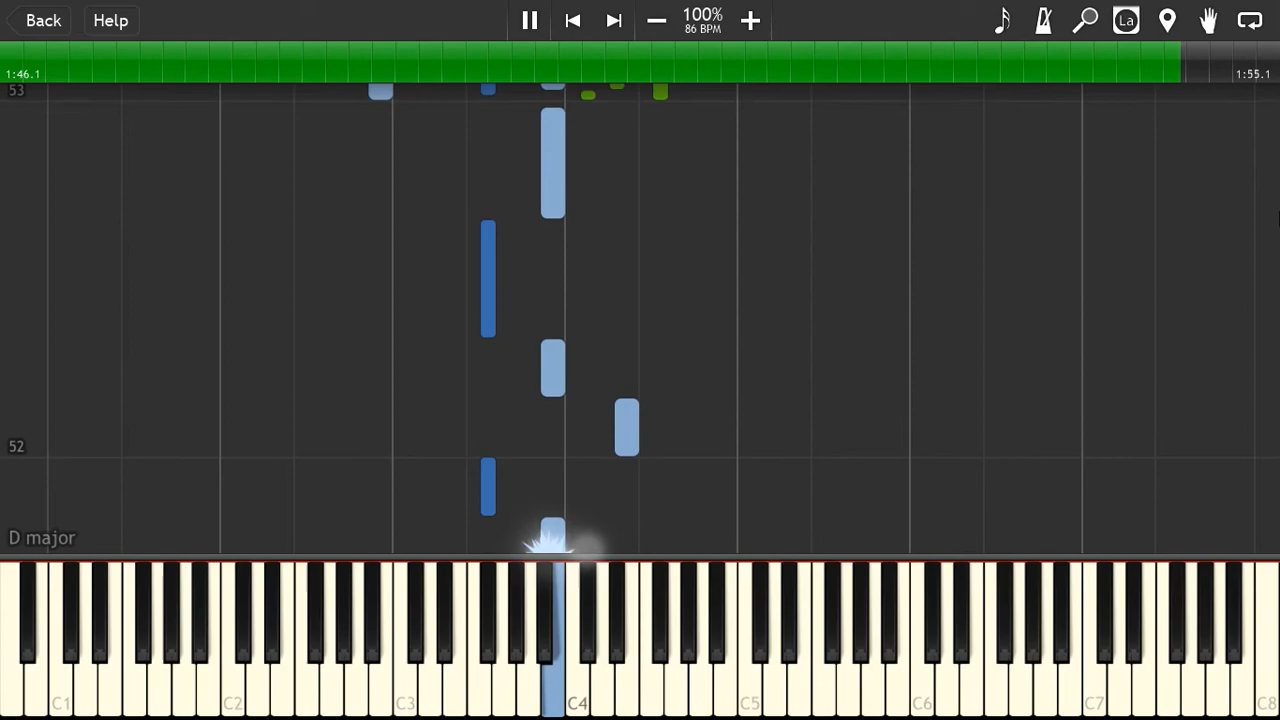 Back
Help
100%
86 BPM
La
1:46.1
1:55.1
53
52
D major
C1
C2
C3
C4
C5
C6
C7
C8